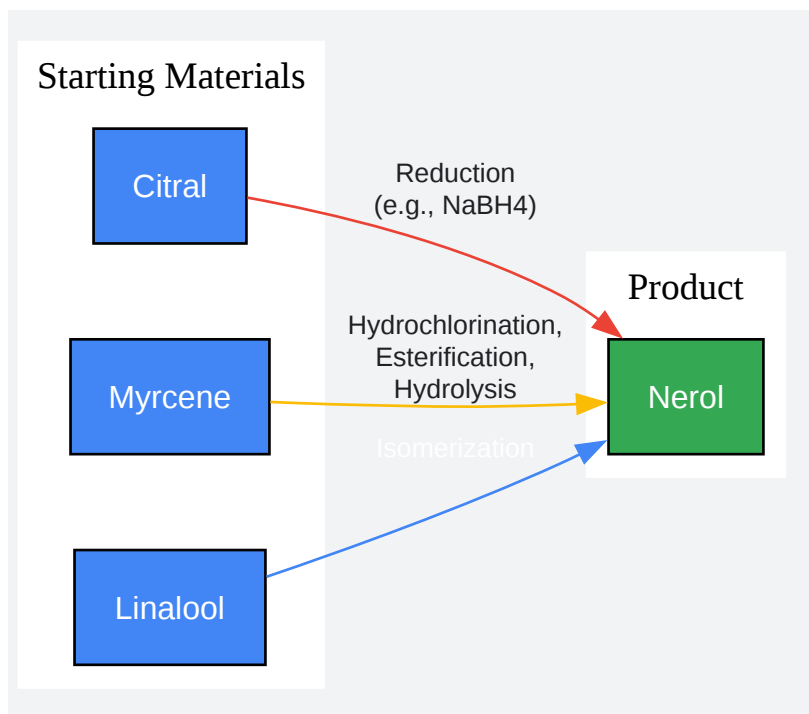 Starting Materials
Citral
Reduction
(e.g., NaBH4)
Product
Hydrochlorination,
Esterification,
Hydrolysis
Myrcene
Nerol
Isomerization
Linalool